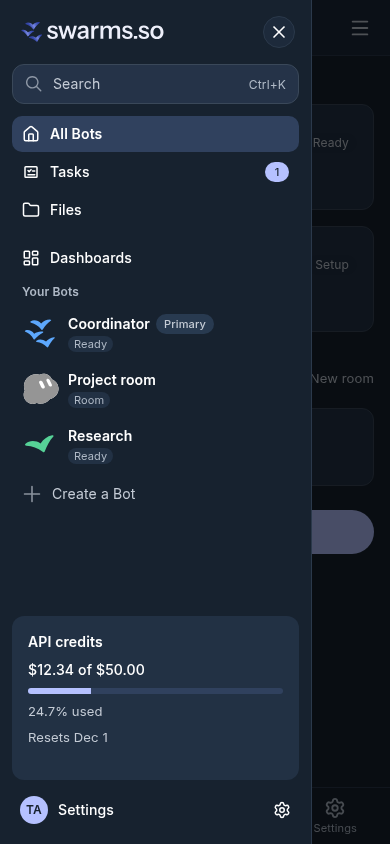 swarms.so
Search Ctrl+K
All Bots
Ready
Tasks 1
Files
Dashboards
Setup
Your Bots
Coordinator Primary
Ready
Project room
New room
Room
Research
Ready
Create a Bot
API credits
$12.34 of $50.00
24.7% used
Resets Dec 1
TA Settings
Settings